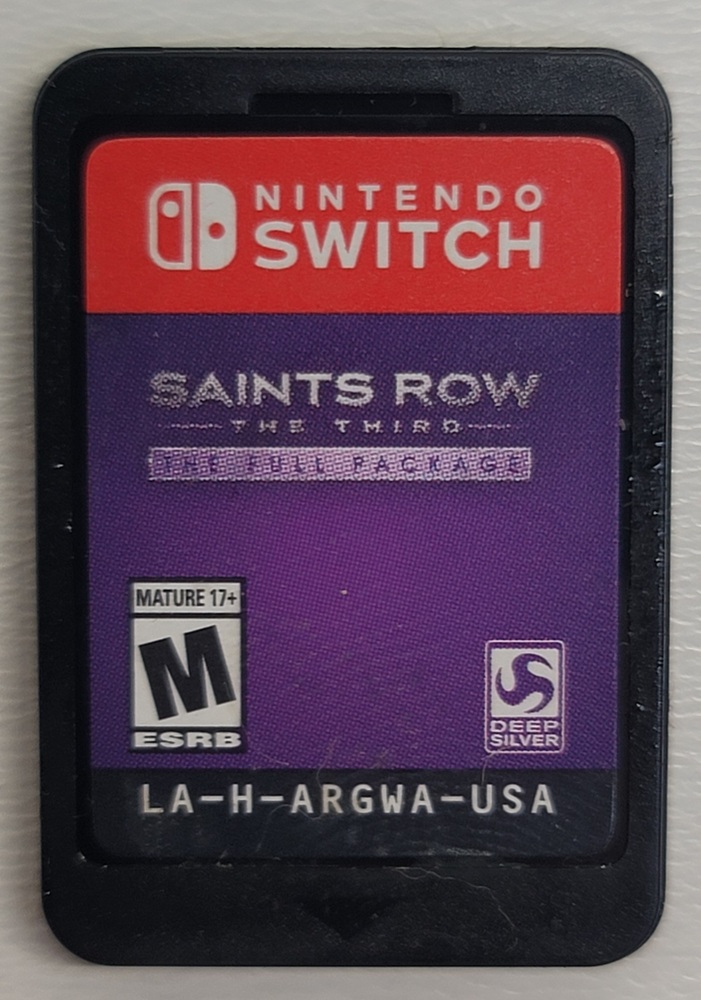 NINTENDO
SWITCH
SAINTS ROW
THE THIRD
THE FULL PACKAGE
MATURE 17+
M
ESRB
DEEP
SILVER
LA-H-ARGWA-USA